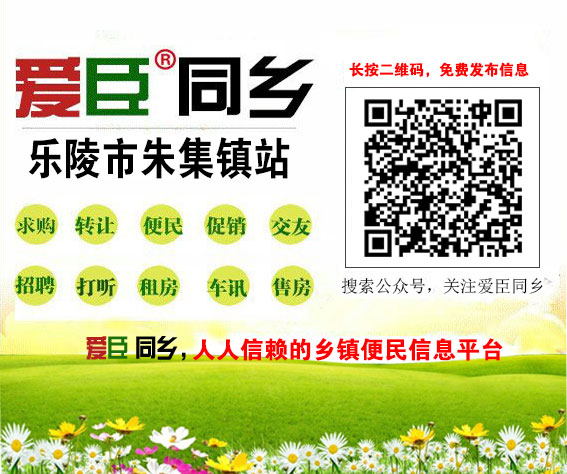 爱臣®同乡
乐陵市朱集镇站
求购 转让 便民 促销 交友
招聘 打听 租房 车讯 售房
长按二维码，免费发布信息
搜索公众号，关注爱臣同乡
爱臣同乡，人人信赖的乡镇便民信息平台